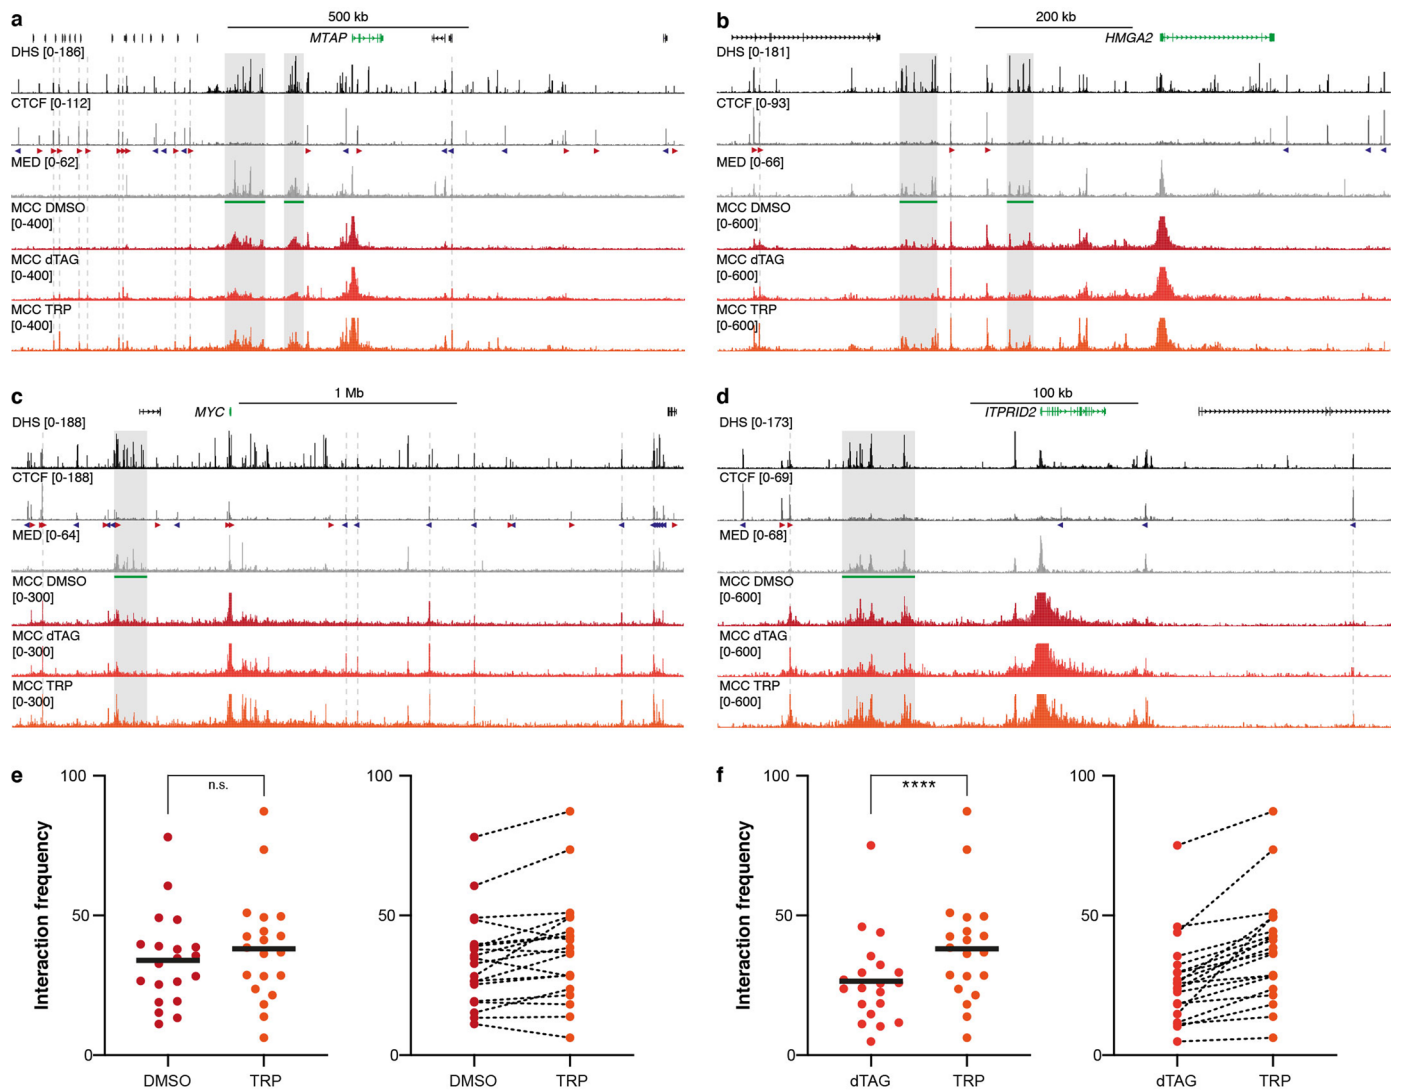 a
500 kb
MTAP
DHS [0-186]
CTCF [0-112]
MED [0-62]
MCC DMSO
[0-400]
MCC dTAG
[0-400]
MCC TRP
[0-400]
b
200 kb
HMGA2
DHS [0-181]
CTCF [0-93]
MED [0-66]
MCC DMSO
[0-600]
MCC dTAG
[0-600]
MCC TRP
[0-600]
c
1 Mb
MYC
DHS [0-188]
CTCF [0-188]
MED [0-64]
MCC DMSO
[0-300]
MCC dTAG
[0-300]
MCC TRP
[0-300]
d
100 kb
ITPRID2
DHS [0-173]
CTCF [0-69]
MED [0-68]
MCC DMSO
[0-600]
MCC dTAG
[0-600]
MCC TRP
[0-600]
e
Interaction frequency
100
50
0
n.s.
DMSO TRP
100
50
0
DMSO TRP
f
Interaction frequency
100
50
0
****
dTAG TRP
100
50
0
dTAG TRP